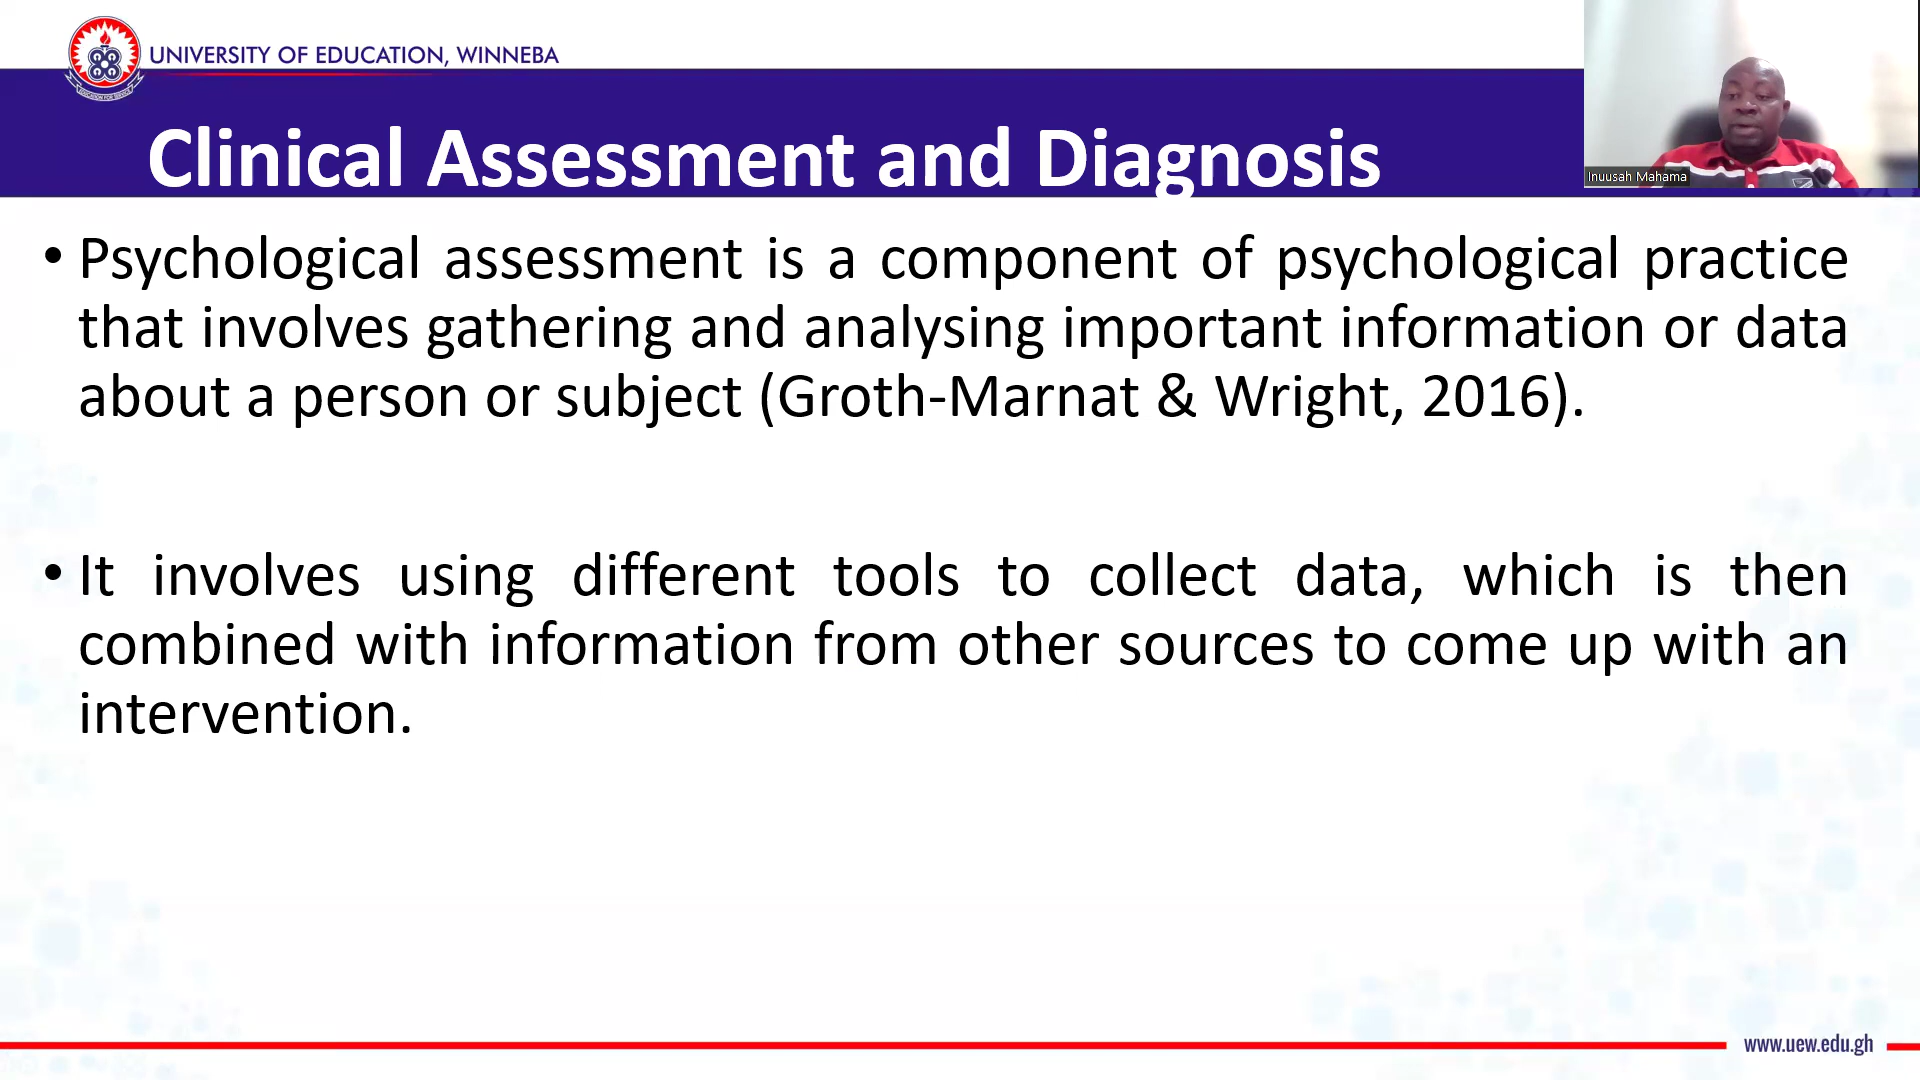 UNIVERSITY OF EDUCATION, WINNEBA
Clinical Assessment and Diagnosis
Inuusah Mahama
• Psychological assessment is a component of psychological practice
that involves gathering and analysing important information or data
about a person or subject (Groth-Marnat & Wright, 2016).
• It involves using different tools to collect data, which is then
combined with information from other sources to come up with an
intervention.
www.uew.edu.gh